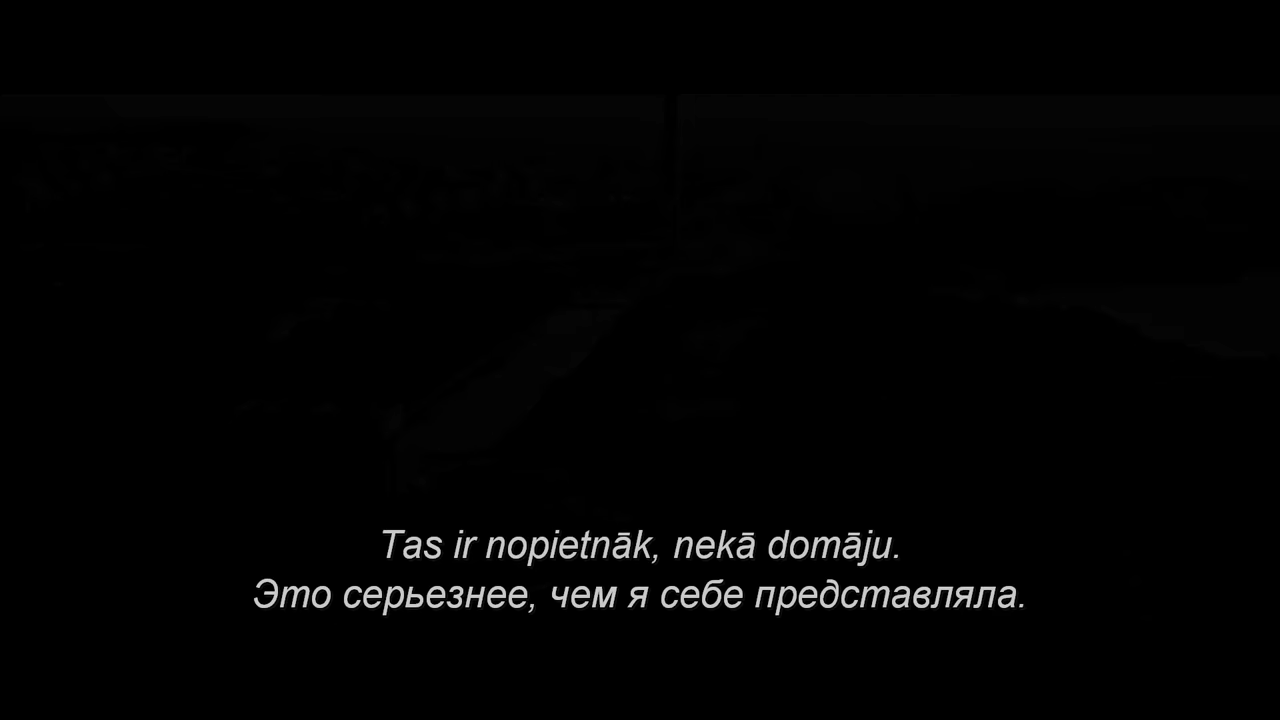 Tas ir nopietnāk, nekā domāju.
Это серьезнее, чем я себе представляла.